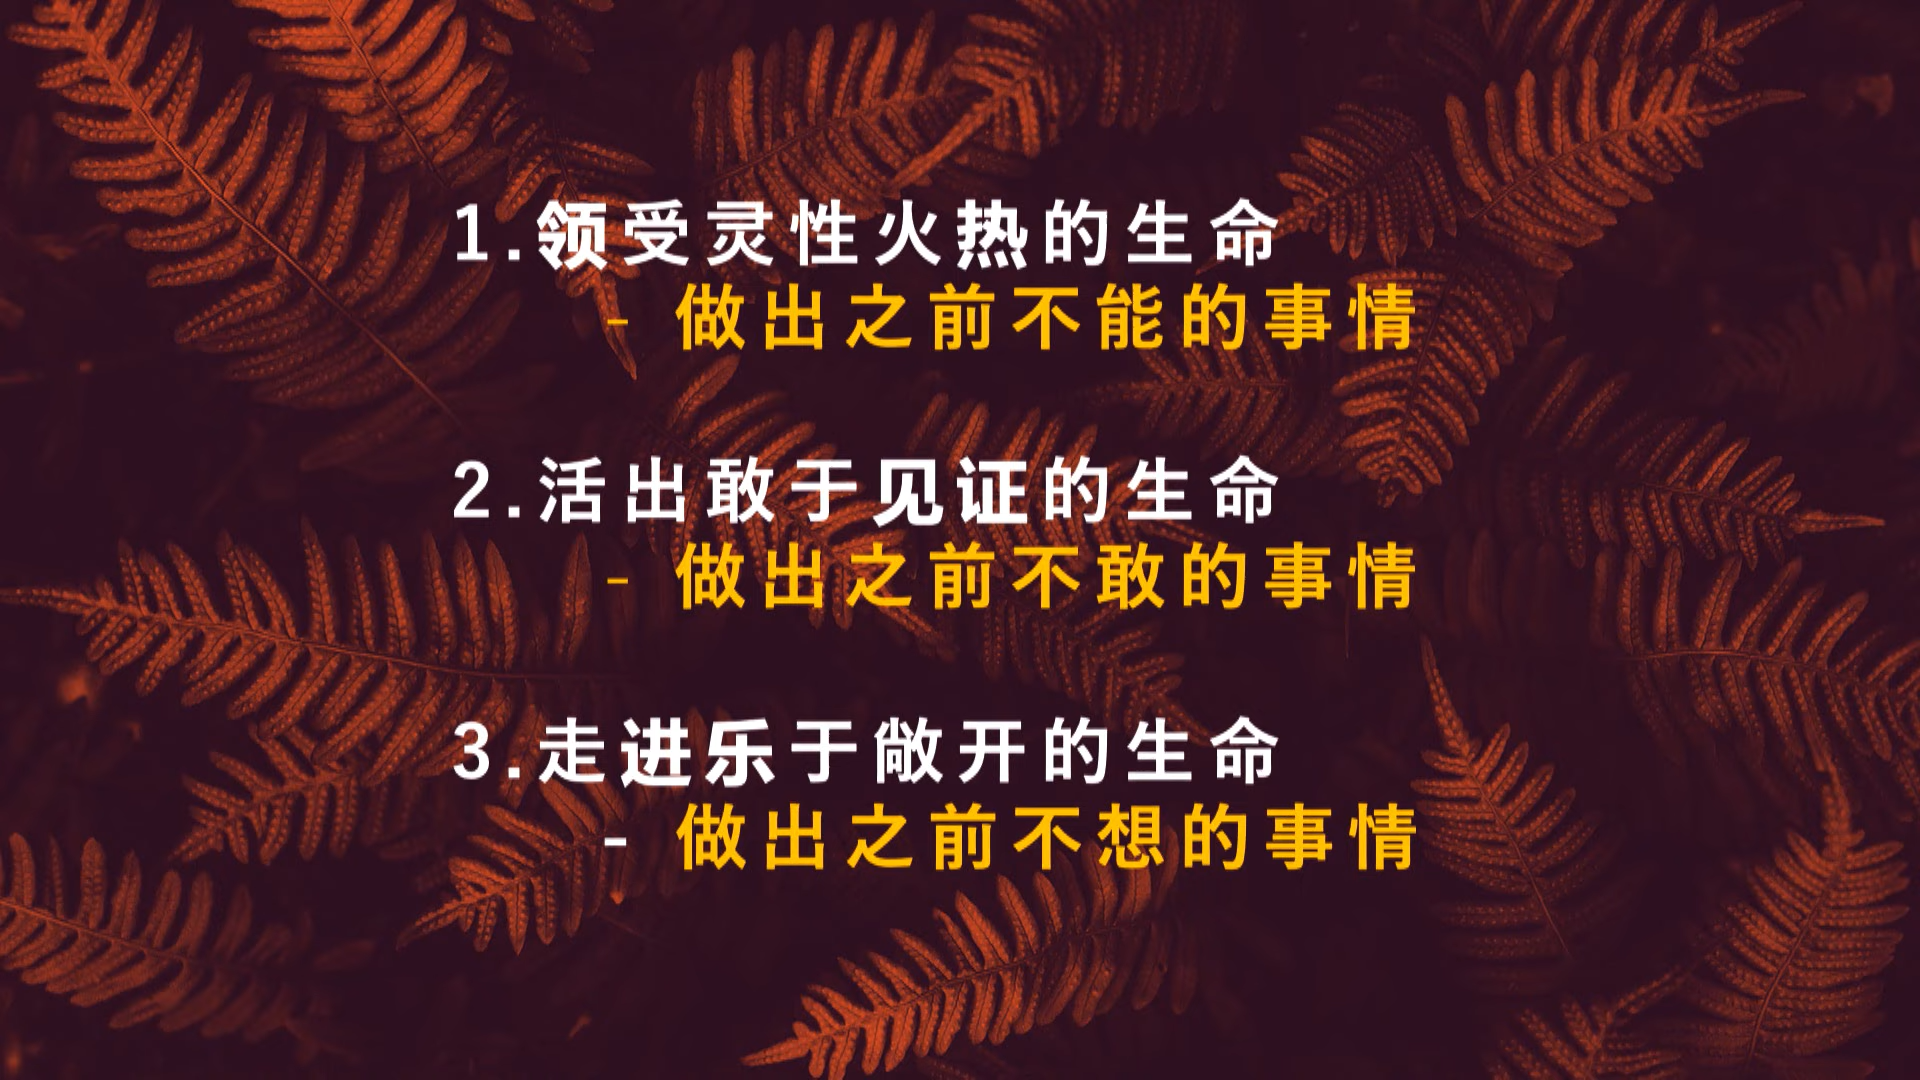 1.领受灵性火热的生命
- 做出之前不能的事情
2.活出敢于见证的生命
- 做出之前不敢的事情
3.走进乐于敞开的生命
- 做出之前不想的事情